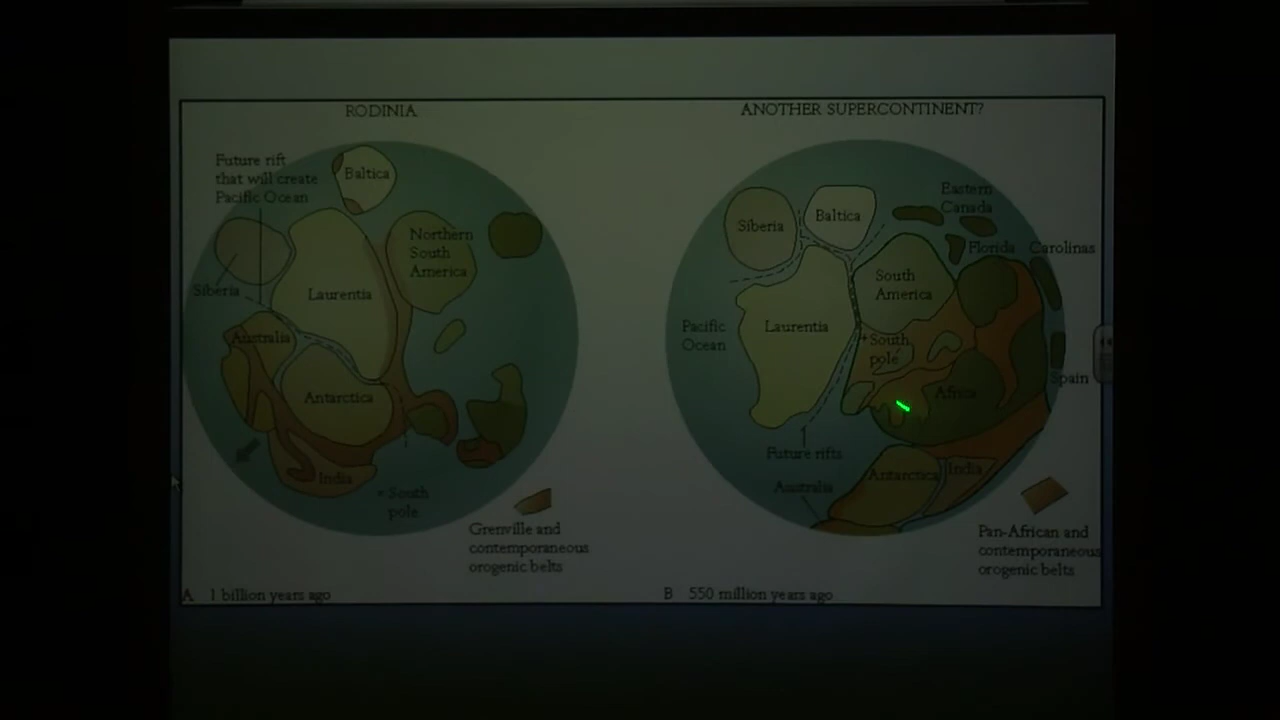 RODINIA
Future rift
that will create
Pacific Ocean
Baltica
Northern
South
America
Siberia
Laurentia
Australia
Antarctica
India
South
pole
Grenville and
contemporaneous
orogenic belts
A 1 billion years ago
ANOTHER SUPERCONTINENT?
Siberia
Baltica
Eastern
Canada
Florida
Carolinas
South
America
Pacific
Ocean
Laurentia
South
pole
Africa
Spain
Future rifts
Australia
Antarctica
India
Pan-African and
contemporaneous
orogenic belts
B 550 million years ago